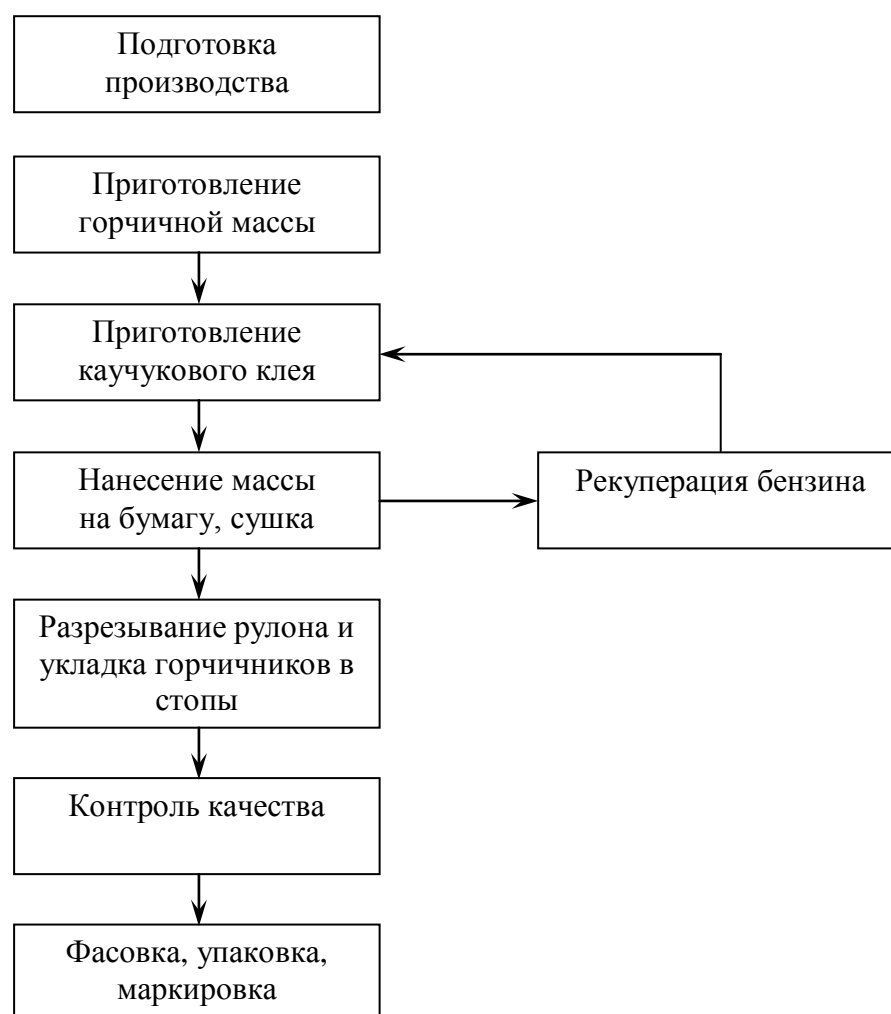 Подготовка
производства
Приготовление
горчичной массы
Приготовление
каучукового клея
Нанесение массы
на бумагу, сушка
Рекуперация бензина
Разрезывание рулона и
укладка горчичников в
стопы
Контроль качества
Фасовка, упаковка,
маркировка